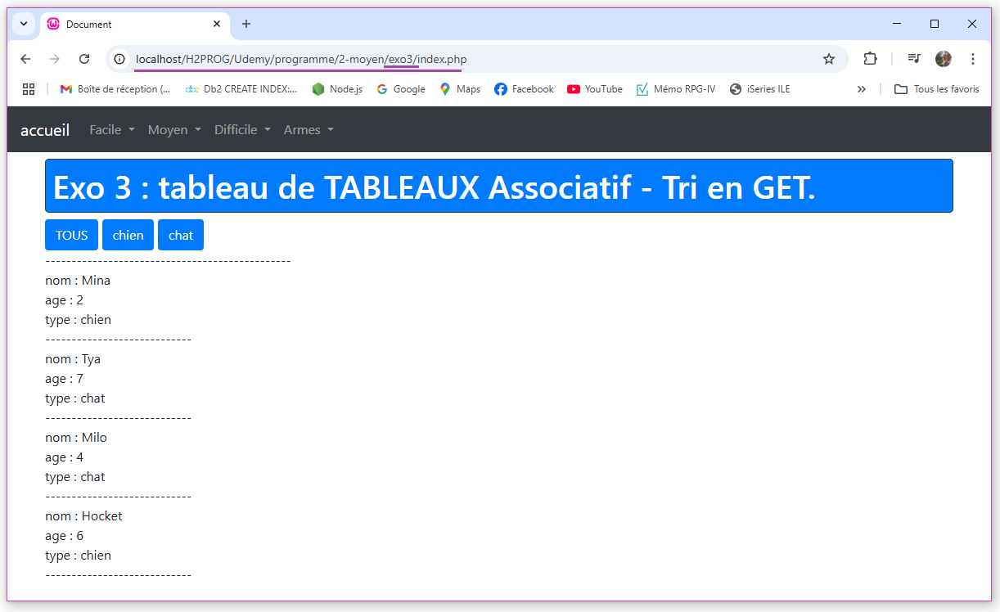 Document
localhost/H2PROG/Udemy/programme/2-moyen/exo3/index.php
Boîte de réception (... Db2 CREATE INDEX:... Node.js Google Maps Facebook YouTube Mémo RPG-IV iSeries ILE » Tous les favoris
accueil Facile Moyen Difficile Armes
Exo 3 : tableau de TABLEAUX Associatif - Tri en GET.
TOUS chien chat
-----------------------------------------------
nom : Mina
age : 2
type : chien
----------------------------
nom : Tya
age : 7
type : chat
----------------------------
nom : Milo
age : 4
type : chat
----------------------------
nom : Hocket
age : 6
type : chien
----------------------------